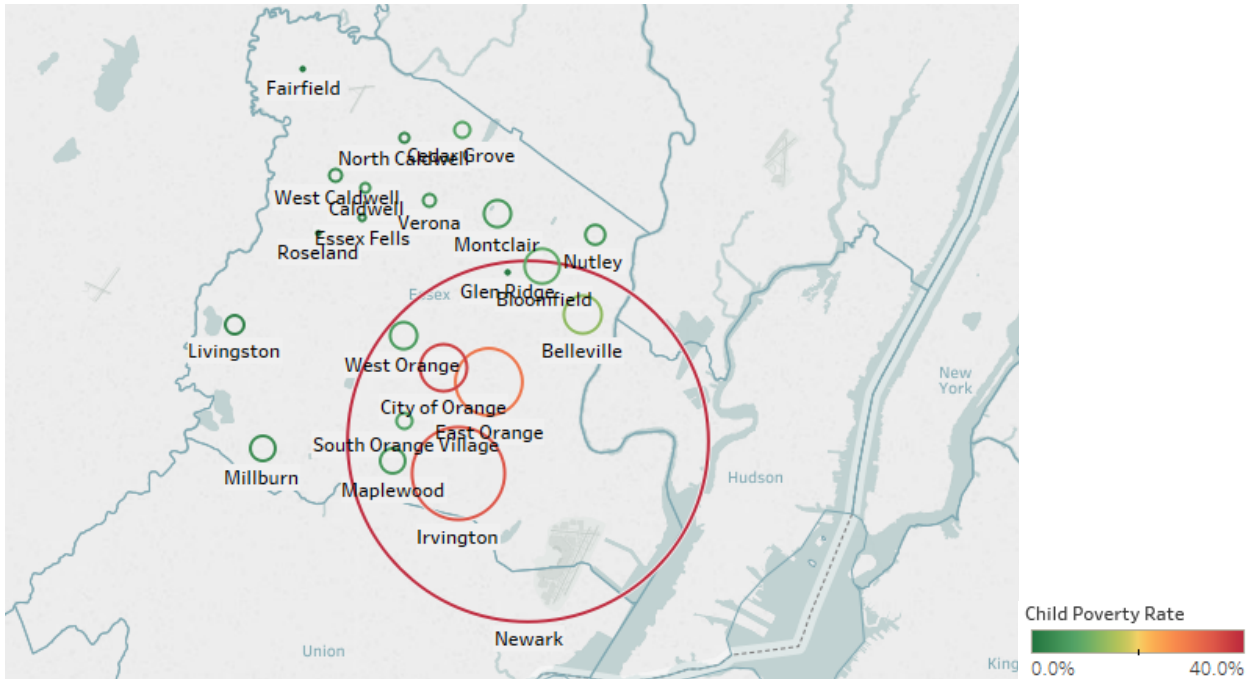 Fairfield
North Caldwell
Cedar Grove
West Caldwell
Caldwell
Verona
Essex Fells
Roseland
Montclair
Nutley
Essex
Glen Ridge
Bloomfield
Livingston
West Orange
Belleville
New
York
City of Orange
East Orange
South Orange Village
Millburn
Maplewood
Hudson
Irvington
Newark
Union
King
Child Poverty Rate
0.0% 40.0%